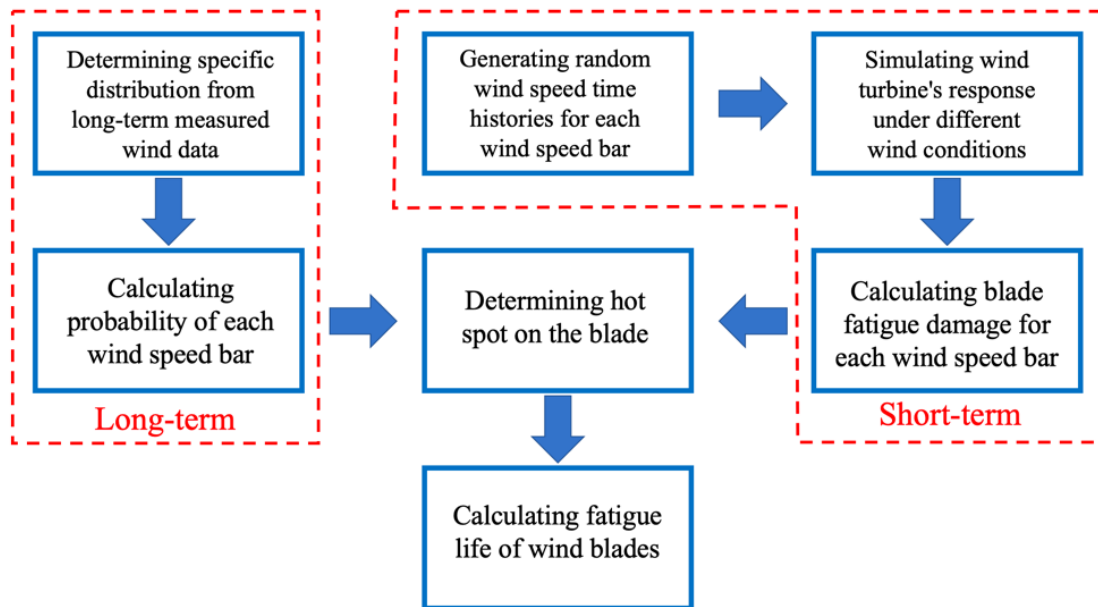 Determining specific
distribution from
long-term measured
wind data
Generating random
wind speed time
histories for each
wind speed bar
Simulating wind
turbine's response
under different
wind conditions
Calculating
probability of each
wind speed bar
Determining hot
spot on the blade
Calculating blade
fatigue damage for
each wind speed bar
Long-term
Short-term
Calculating fatigue
life of wind blades